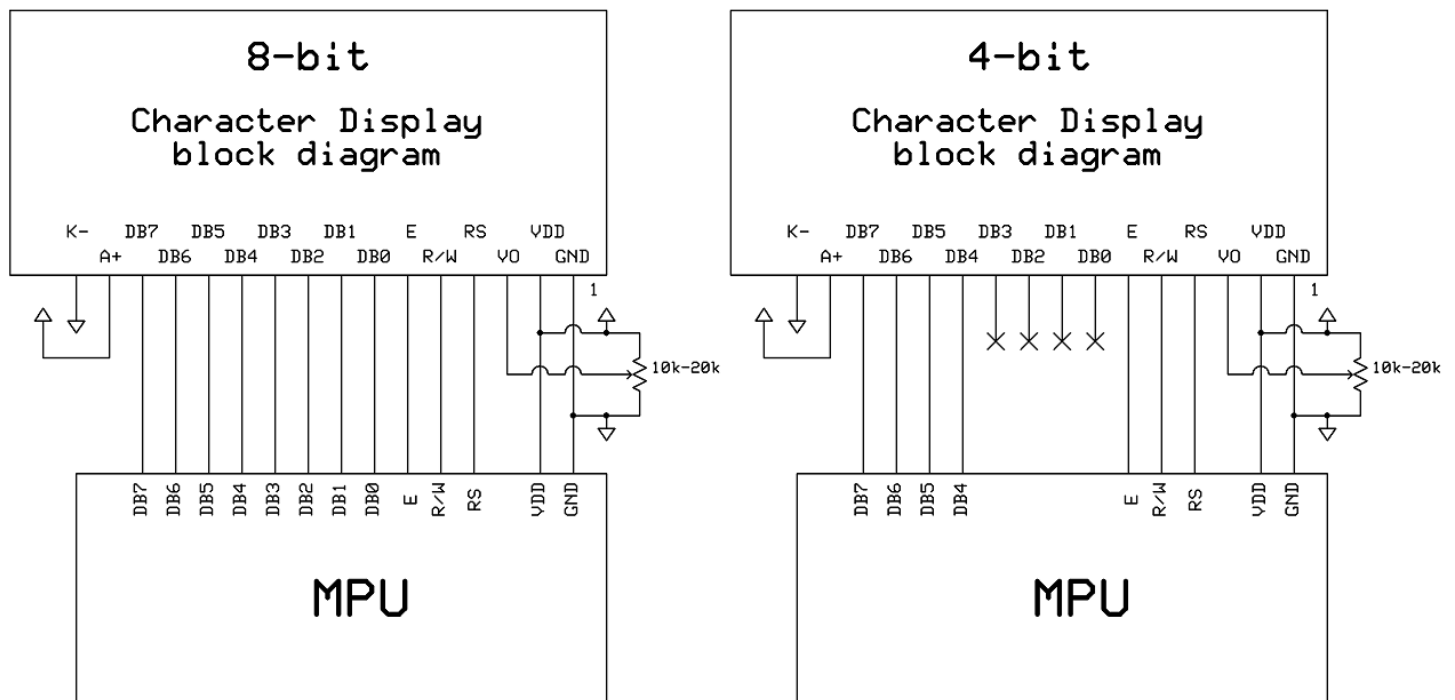 8-bit
Character Display
block diagram
K- DB7 DB5 DB3 DB1 E RS VDD
A+ DB6 DB4 DB2 DB0 R/W VO GND
1
10k-20k
DB7 DB6 DB5 DB4 DB3 DB2 DB1 DB0 E R/W RS VDD GND
MPU
4-bit
Character Display
block diagram
K- DB7 DB5 DB3 DB1 E RS VDD
A+ DB6 DB4 DB2 DB0 R/W VO GND
1
10k-20k
DB7 DB6 DB5 DB4 E R/W RS VDD GND
MPU